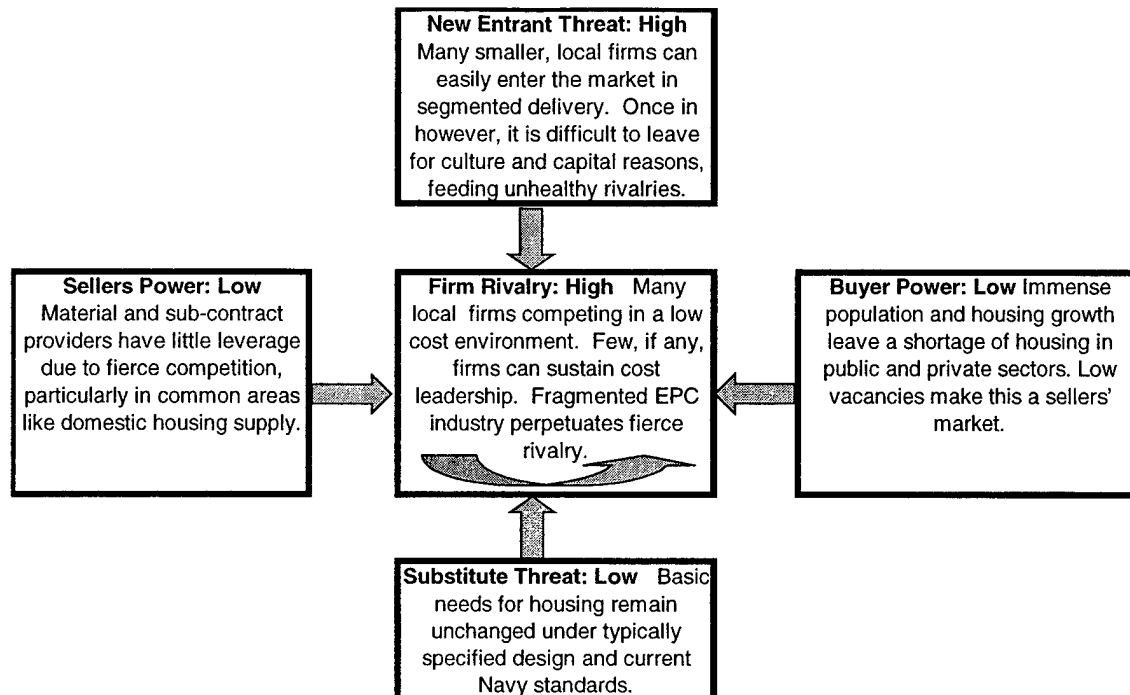 New Entrant Threat: High
Many smaller, local firms can
easily enter the market in
segmented delivery. Once in
however, it is difficult to leave
for culture and capital reasons,
feeding unhealthy rivalries.
Sellers Power: Low
Material and sub-contract
providers have little leverage
due to fierce competition,
particularly in common areas
like domestic housing supply.
Firm Rivalry: High Many
local firms competing in a low
cost environment. Few, if any,
firms can sustain cost
leadership. Fragmented EPC
industry perpetuates fierce
rivalry.
Buyer Power: Low Immense
population and housing growth
leave a shortage of housing in
public and private sectors. Low
vacancies make this a sellers'
market.
Substitute Threat: Low Basic
needs for housing remain
unchanged under typically
specified design and current
Navy standards.